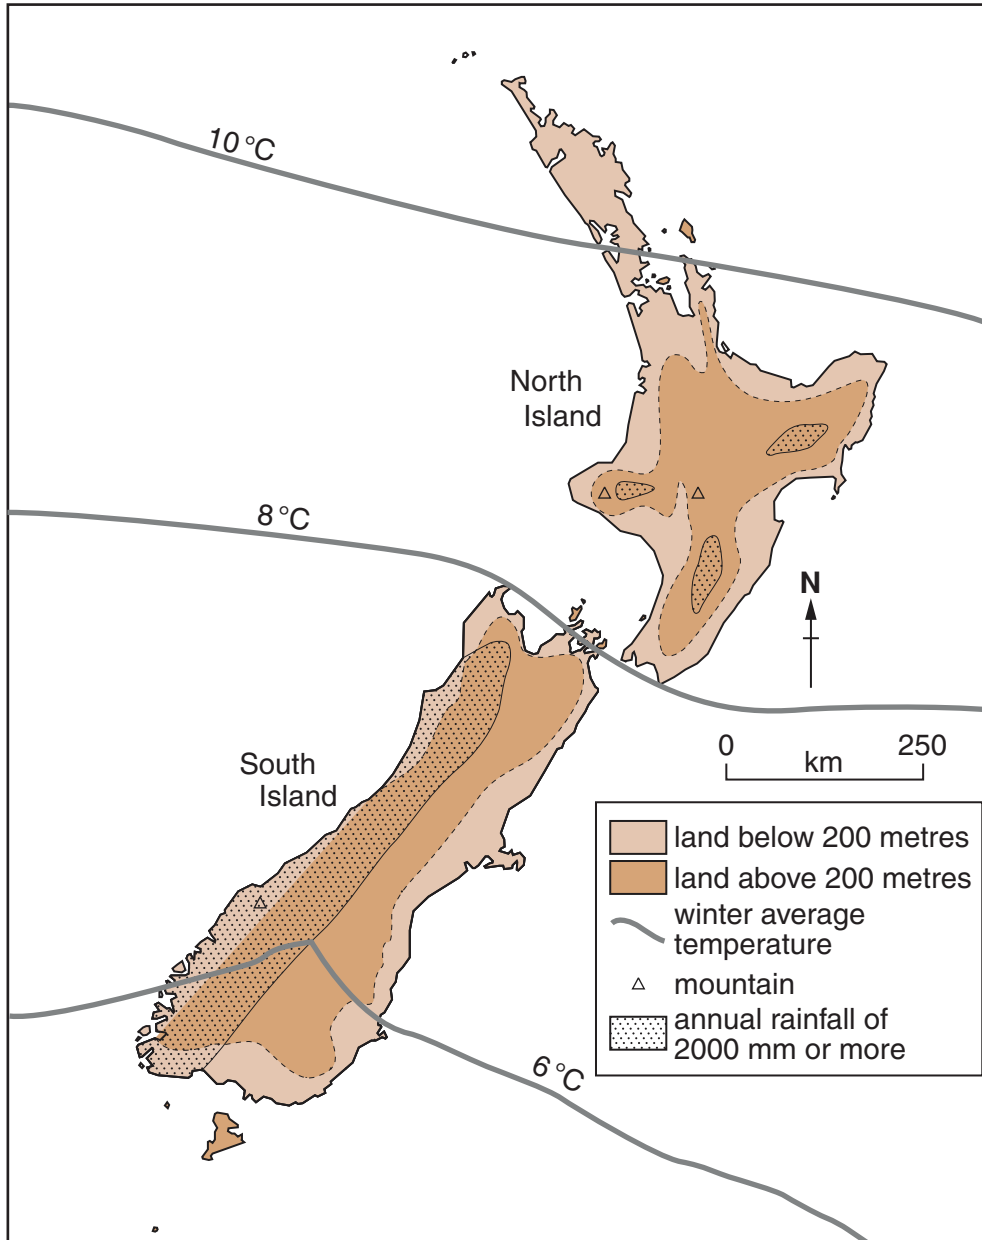 10 °C
North
Island
8 °C
N
0 250
km
South
Island
land below 200 metres
land above 200 metres
winter average
temperature
mountain
annual rainfall of
2000 mm or more
6 °C